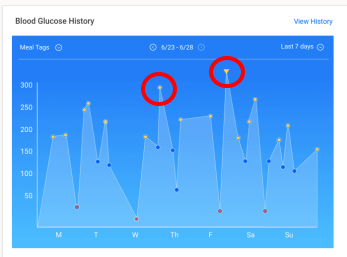 Blood Glucose History
View History
Meal Tags
6/23 - 6/28
Last 7 days
300
250
200
150
100
50
M T W Th F Sa Su